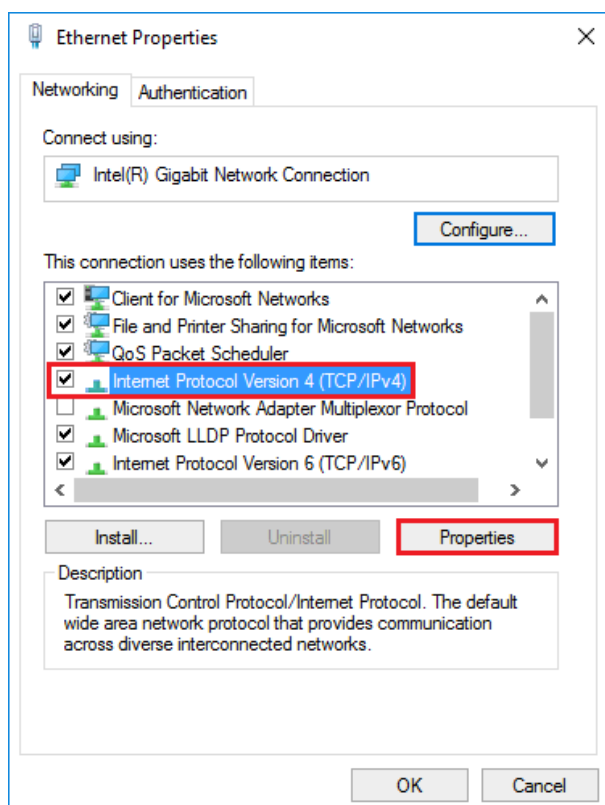 Ethernet Properties
Networking
Authentication
Connect using:
Intel(R) Gigabit Network Connection
Configure...
This connection uses the following items:
Client for Microsoft Networks
File and Printer Sharing for Microsoft Networks
QoS Packet Scheduler
Internet Protocol Version 4 (TCP/IPv4)
Microsoft Network Adapter Multiplexor Protocol
Microsoft LLDP Protocol Driver
Internet Protocol Version 6 (TCP/IPv6)
Install...
Uninstall
Properties
Description
Transmission Control Protocol/Internet Protocol. The default
wide area network protocol that provides communication
across diverse interconnected networks.
OK
Cancel